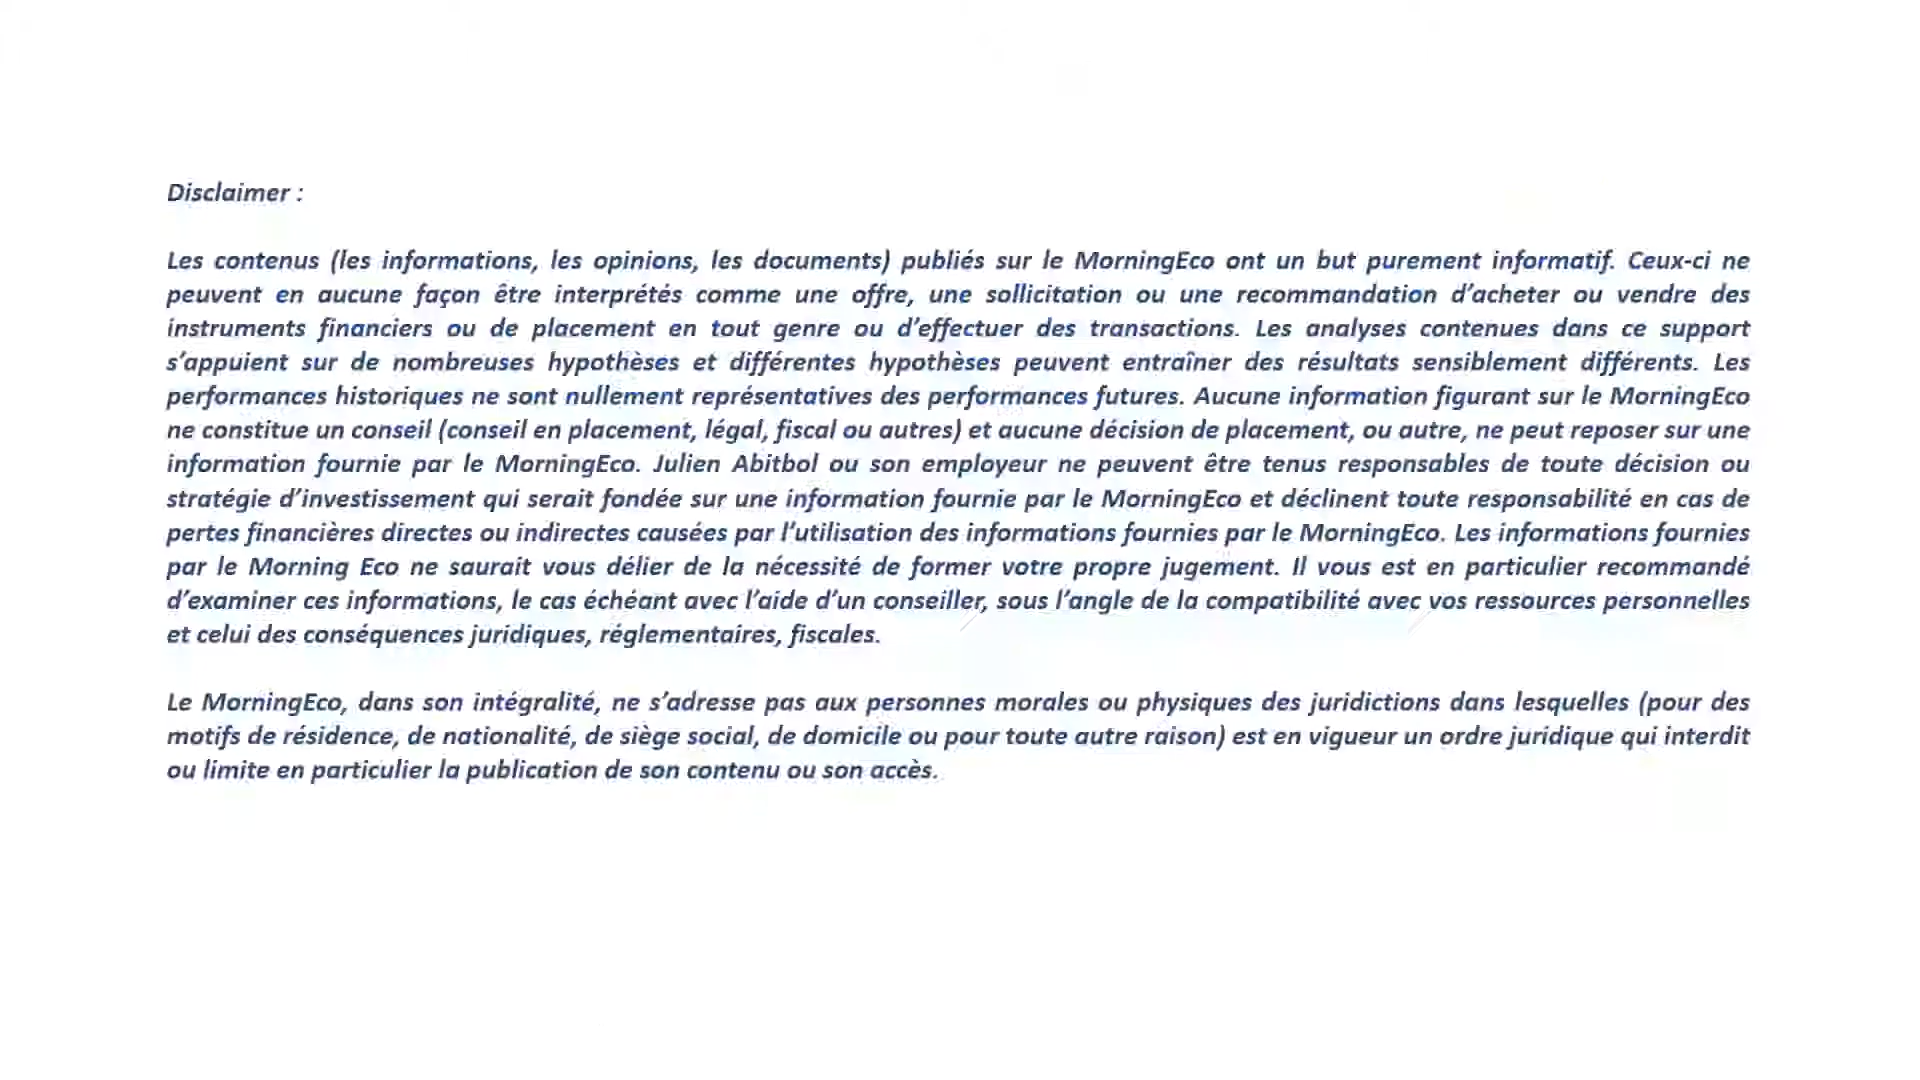 Disclaimer :
Les contenus (les informations, les opinions, les documents) publiés sur le MorningEco ont un but purement informatif. Ceux-ci ne
peuvent en aucune façon être interprétés comme une offre, une sollicitation ou une recommandation d’acheter ou vendre des
instruments financiers ou de placement en tout genre ou d’effectuer des transactions. Les analyses contenues dans ce support
s’appuient sur de nombreuses hypothèses et différentes hypothèses peuvent entraîner des résultats sensiblement différents. Les
performances historiques ne sont nullement représentatives des performances futures. Aucune information figurant sur le MorningEco
ne constitue un conseil (conseil en placement, légal, fiscal ou autres) et aucune décision de placement, ou autre, ne peut reposer sur une
information fournie par le MorningEco. Julien Abitbol ou son employeur ne peuvent être tenus responsables de toute décision ou
stratégie d’investissement qui serait fondée sur une information fournie par le MorningEco et déclinent toute responsabilité en cas de
pertes financières directes ou indirectes causées par l’utilisation des informations fournies par le MorningEco. Les informations fournies
par le Morning Eco ne saurait vous délier de la nécessité de former votre propre jugement. Il vous est en particulier recommandé
d’examiner ces informations, le cas échéant avec l’aide d’un conseiller, sous l’angle de la compatibilité avec vos ressources personnelles
et celui des conséquences juridiques, réglementaires, fiscales.
Le MorningEco, dans son intégralité, ne s’adresse pas aux personnes morales ou physiques des juridictions dans lesquelles (pour des
motifs de résidence, de nationalité, de siège social, de domicile ou pour toute autre raison) est en vigueur un ordre juridique qui interdit
ou limite en particulier la publication de son contenu ou son accès.